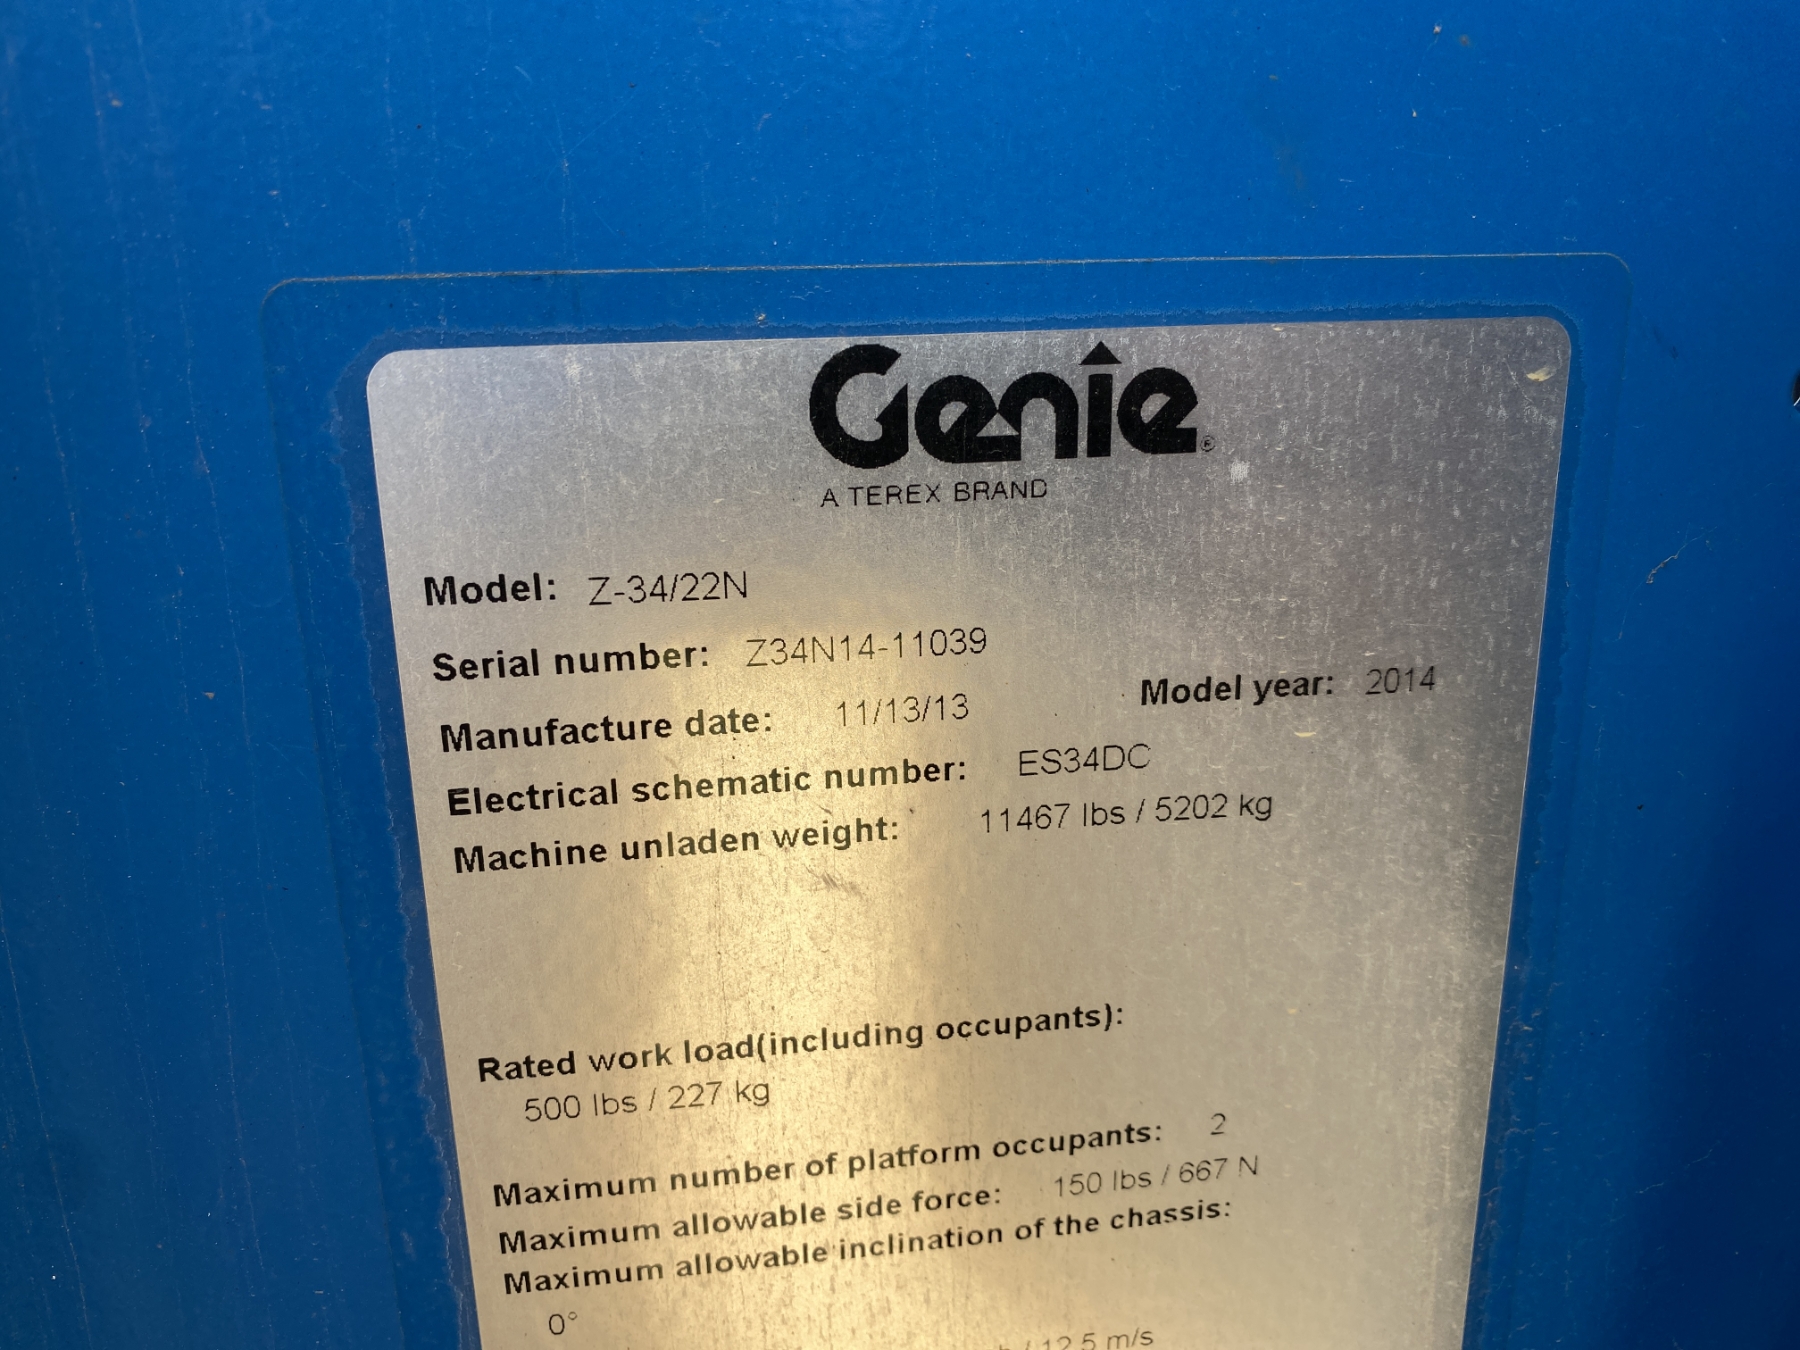 Genie®
A TEREX BRAND
Model: Z-34/22N
Serial number: Z34N14-11039
Manufacture date: 11/13/13 Model year: 2014
Electrical schematic number: ES34DC
Machine unladen weight: 11467 lbs / 5202 kg
Rated work load(including occupants):
500 lbs / 227 kg
Maximum number of platform occupants: 2
Maximum allowable side force: 150 lbs / 667 N
Maximum allowable inclination of the chassis:
0°
/ 12.5 m/s